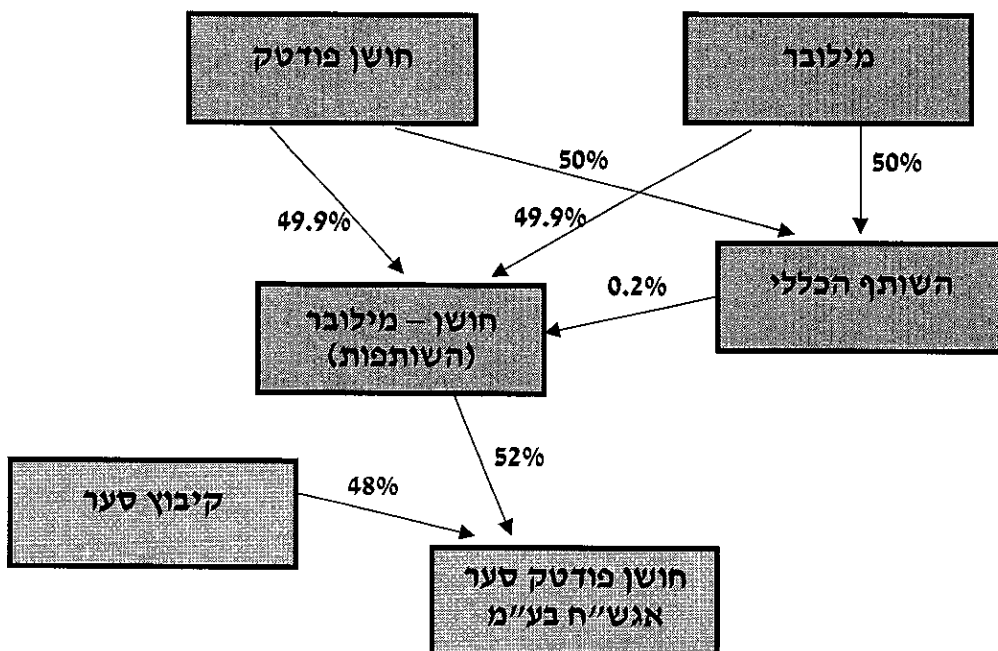 חושן פודטק
מילובר
50%
50%
49.9%
49.9%
השותף הכללי
0.2%
חושן – מילובר
(השותפות)
52%
קיבוץ סער
48%
חושן פודטק סער
אגש"ח בע"מ